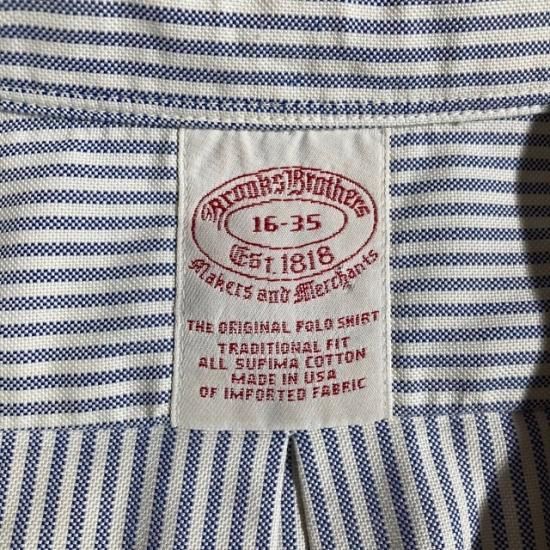 Brooks Brothers
16-35
Est. 1818
Makers and Merchants
THE ORIGINAL POLO SHIRT
TRADITIONAL FIT
ALL SUPIMA COTTON
MADE IN USA
OF IMPORTED FABRIC